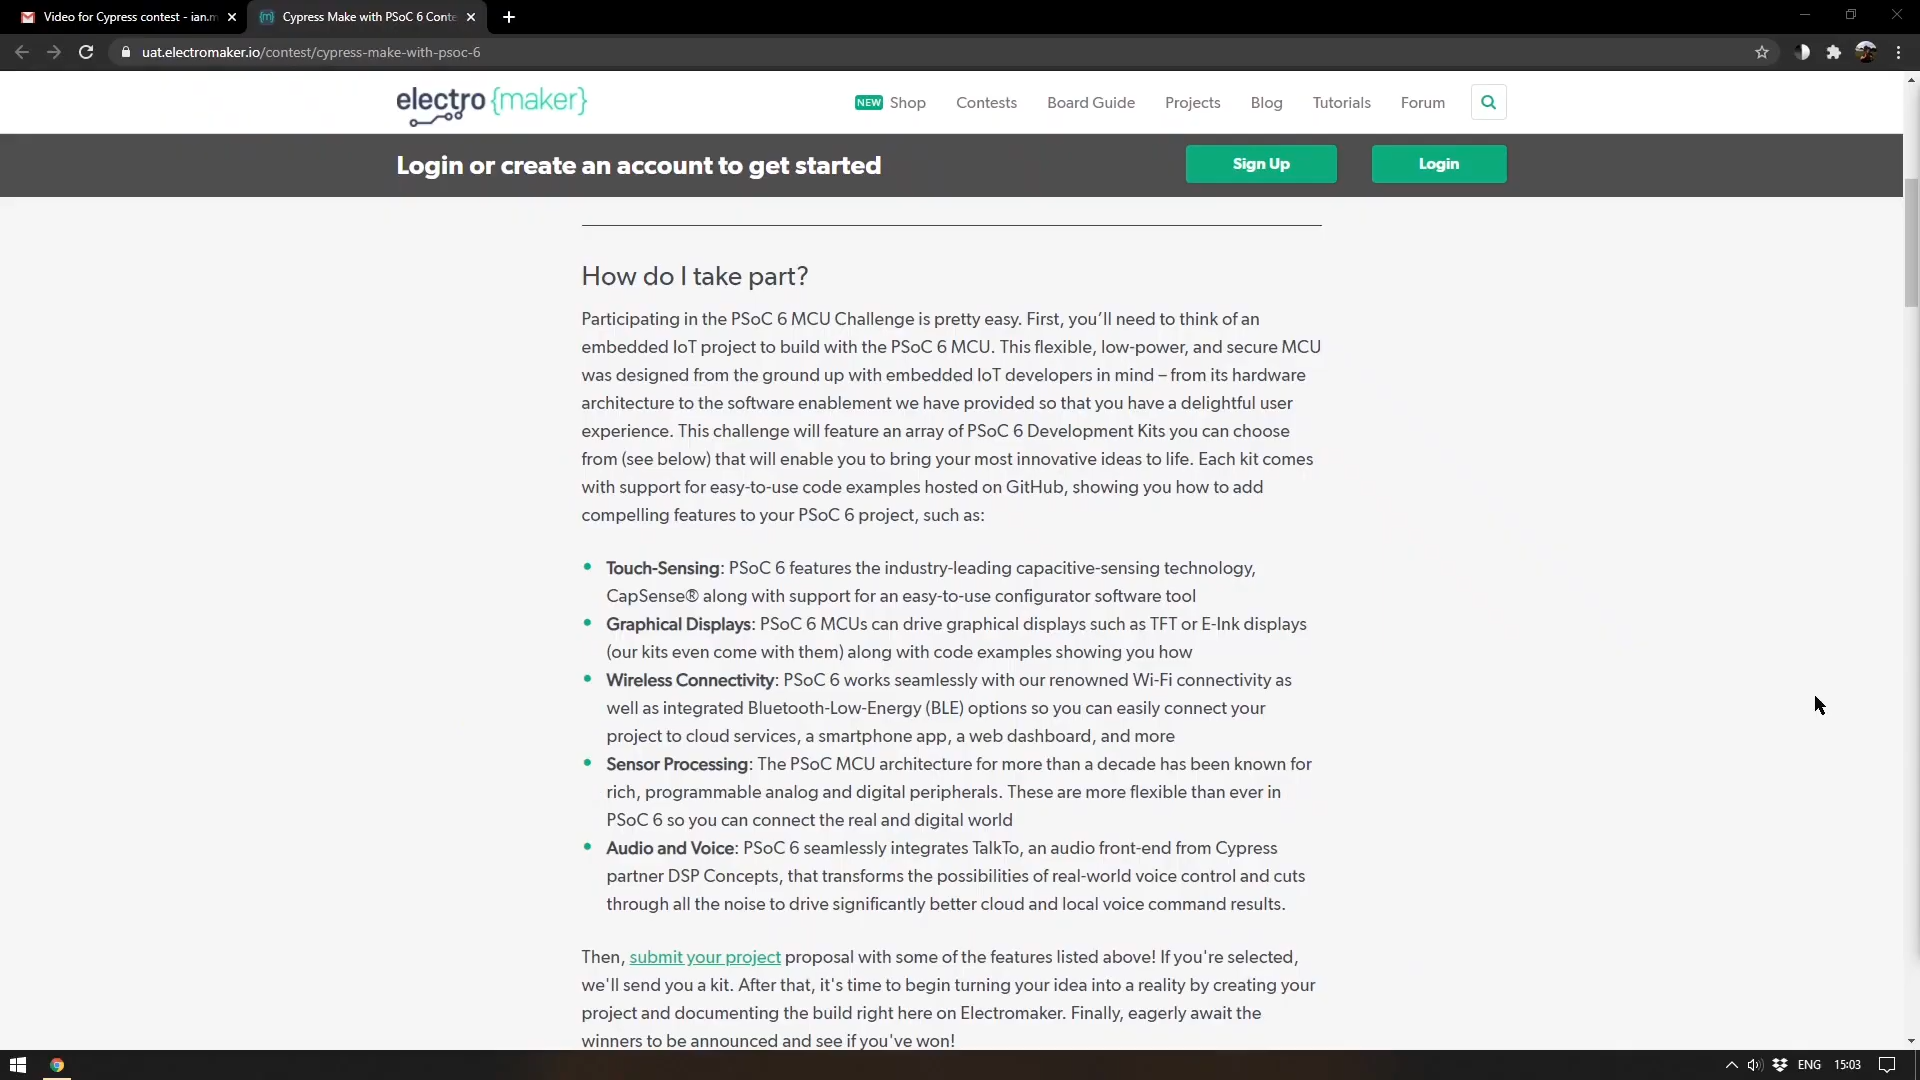 Video for Cypress contest - ian.m
Cypress Make with PSoC 6 Conte
uat.electromaker.io/contest/cypress-make-with-psoc-6
electro {maker}
NEW Shop Contests Board Guide Projects Blog Tutorials Forum
Login or create an account to get started
Sign Up
Login
How do I take part?
Participating in the PSoC 6 MCU Challenge is pretty easy. First, you’ll need to think of an
embedded IoT project to build with the PSoC 6 MCU. This flexible, low-power, and secure MCU
was designed from the ground up with embedded IoT developers in mind – from its hardware
architecture to the software enablement we have provided so that you have a delightful user
experience. This challenge will feature an array of PSoC 6 Development Kits you can choose
from (see below) that will enable you to bring your most innovative ideas to life. Each kit comes
with support for easy-to-use code examples hosted on GitHub, showing you how to add
compelling features to your PSoC 6 project, such as:
• Touch-Sensing: PSoC 6 features the industry-leading capacitive-sensing technology,
CapSense® along with support for an easy-to-use configurator software tool
• Graphical Displays: PSoC 6 MCUs can drive graphical displays such as TFT or E-Ink displays
(our kits even come with them) along with code examples showing you how
• Wireless Connectivity: PSoC 6 works seamlessly with our renowned Wi-Fi connectivity as
well as integrated Bluetooth-Low-Energy (BLE) options so you can easily connect your
project to cloud services, a smartphone app, a web dashboard, and more
• Sensor Processing: The PSoC MCU architecture for more than a decade has been known for
rich, programmable analog and digital peripherals. These are more flexible than ever in
PSoC 6 so you can connect the real and digital world
• Audio and Voice: PSoC 6 seamlessly integrates TalkTo, an audio front-end from Cypress
partner DSP Concepts, that transforms the possibilities of real-world voice control and cuts
through all the noise to drive significantly better cloud and local voice command results.
Then, submit your project proposal with some of the features listed above! If you're selected,
we'll send you a kit. After that, it's time to begin turning your idea into a reality by creating your
project and documenting the build right here on Electromaker. Finally, eagerly await the
winners to be announced and see if you've won!
ENG 15:03